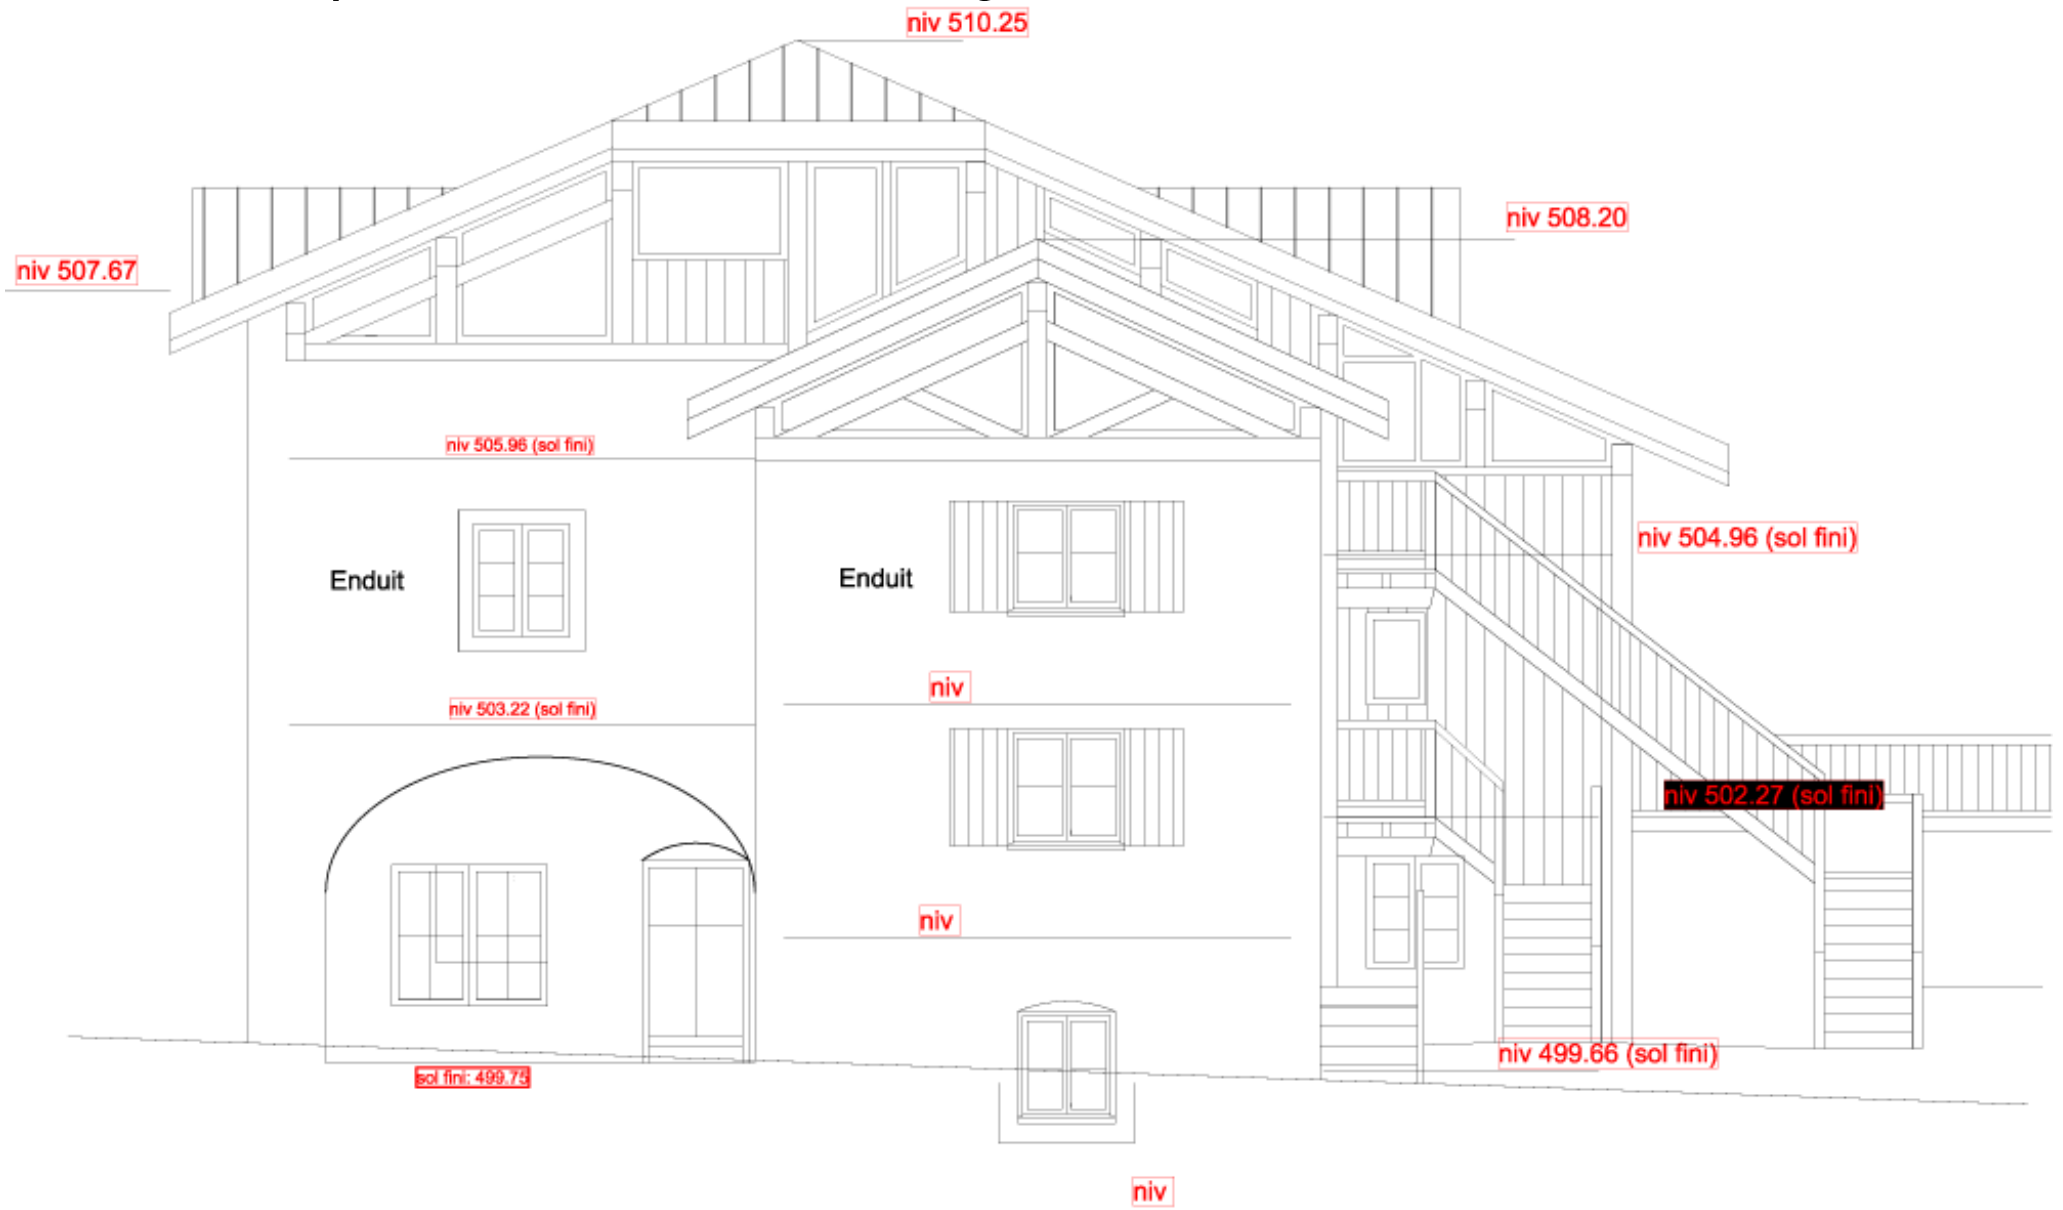 niv 510.25
niv 508.20
niv 507.67
niv 505.96 (sol fini)
niv 504.96 (sol fini)
Enduit
Enduit
niv
niv 503.22 (sol fini)
niv 502.27 (sol fini)
niv
niv 499.66 (sol fini)
sol fini: 499.75
niv